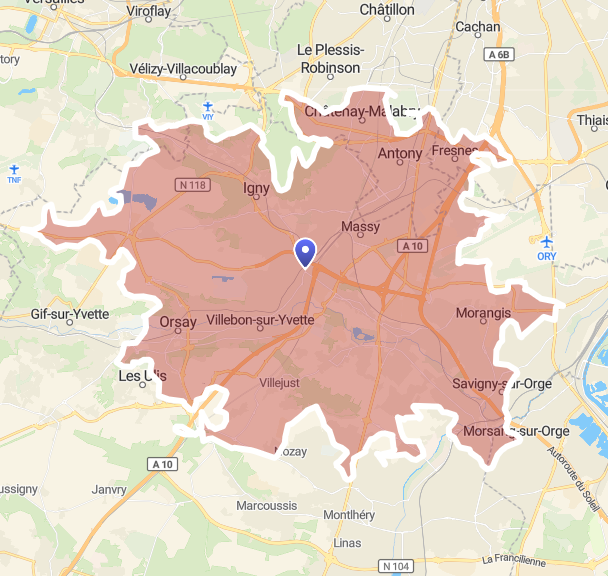 Versailles
Viroflay
Châtillon
Cachan
A 6B
Le Plessis-
Robinson
tory
Vélizy-Villacoublay
VIY
Châtenay-Malabry
Thiais
Antony
Fresnes
TNF
N 118
Igny
Massy
A 10
ORY
Gif-sur-Yvette
Orsay
Villebon-sur-Yvette
Morangis
Les Ulis
Villejust
Savigny-sur-Orge
Morsang-sur-Orge
Nozay
A 10
Autoroute du Soleil
ussigny
Janvry
Marcoussis
Montlhéry
Linas
N 104
La Francilienne